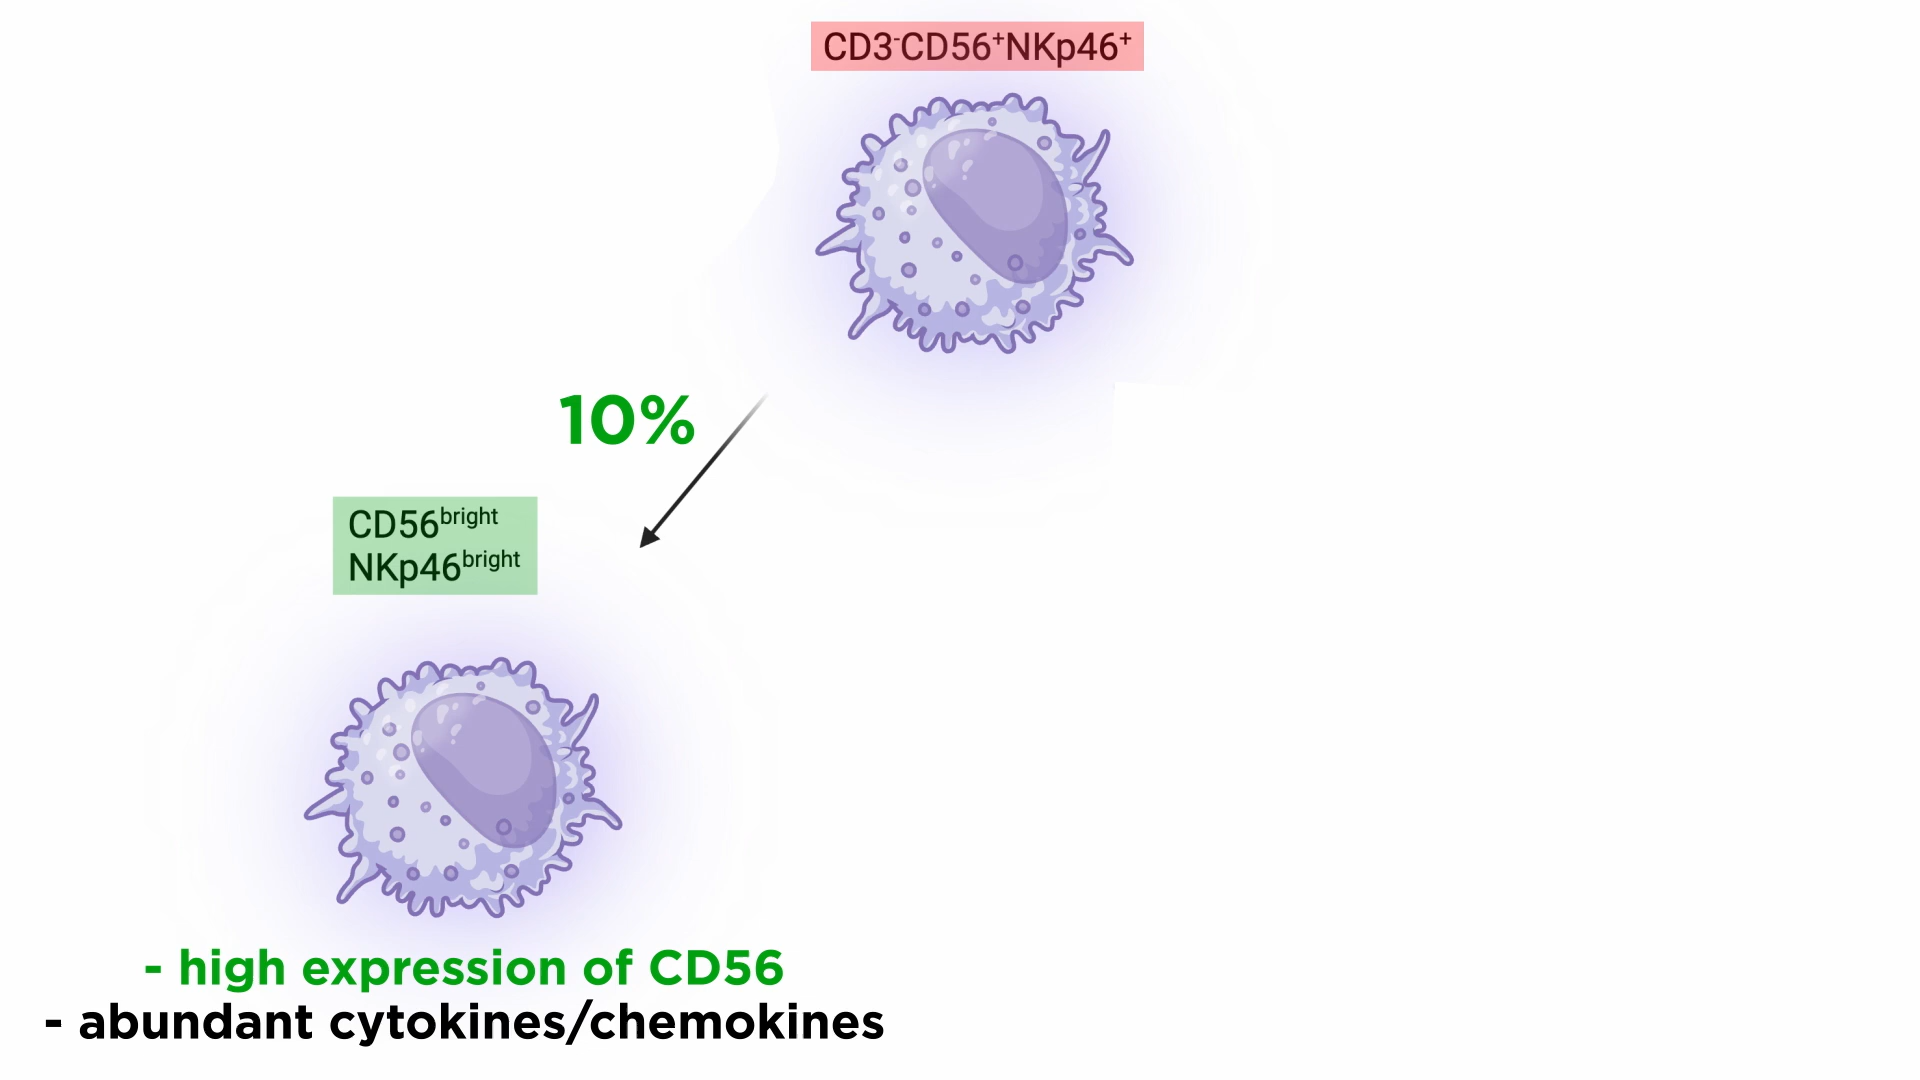 CD3⁻CD56⁺NKp46⁺
10%
CD56ᵇʳⁱᵍʰᵗ
NKp46ᵇʳⁱᵍʰᵗ
- high expression of CD56
- abundant cytokines/chemokines